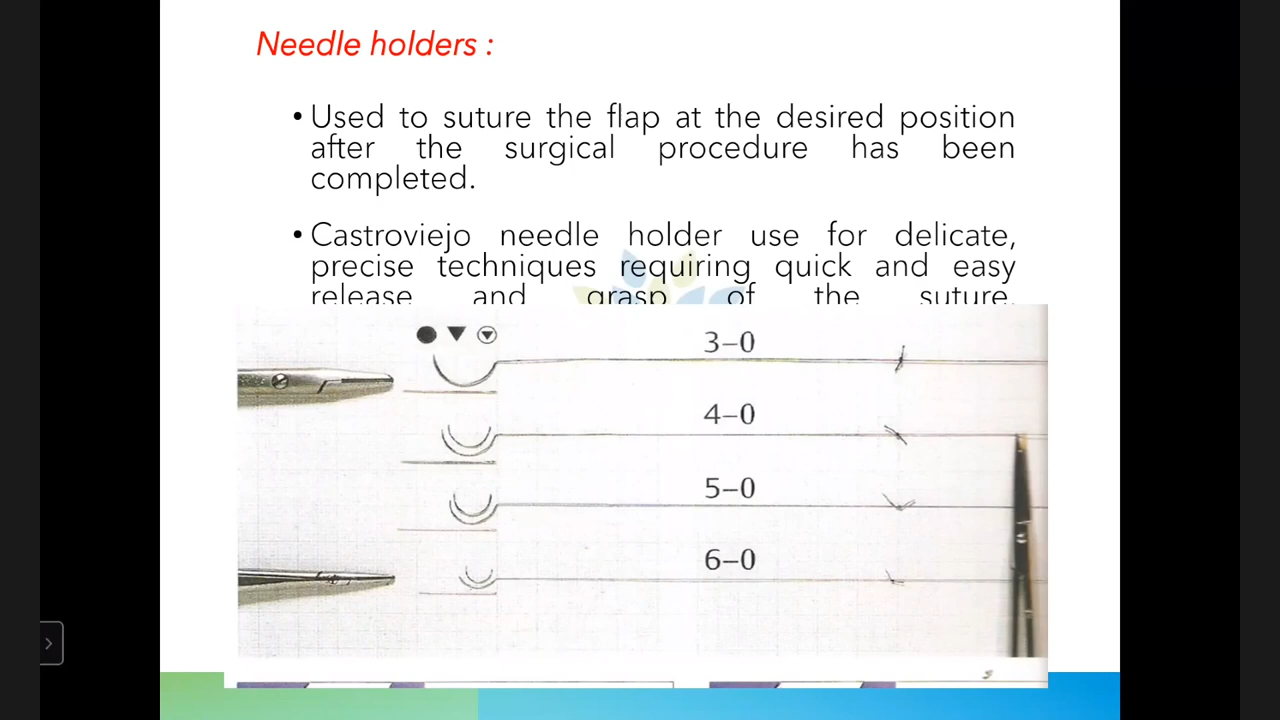 Needle holders :
• Used to suture the flap at the desired position
after the surgical procedure has been
completed.
• Castroviejo needle holder use for delicate,
precise techniques requiring quick and easy
release and grasp of the suture.
3–0
4–0
5–0
6–0